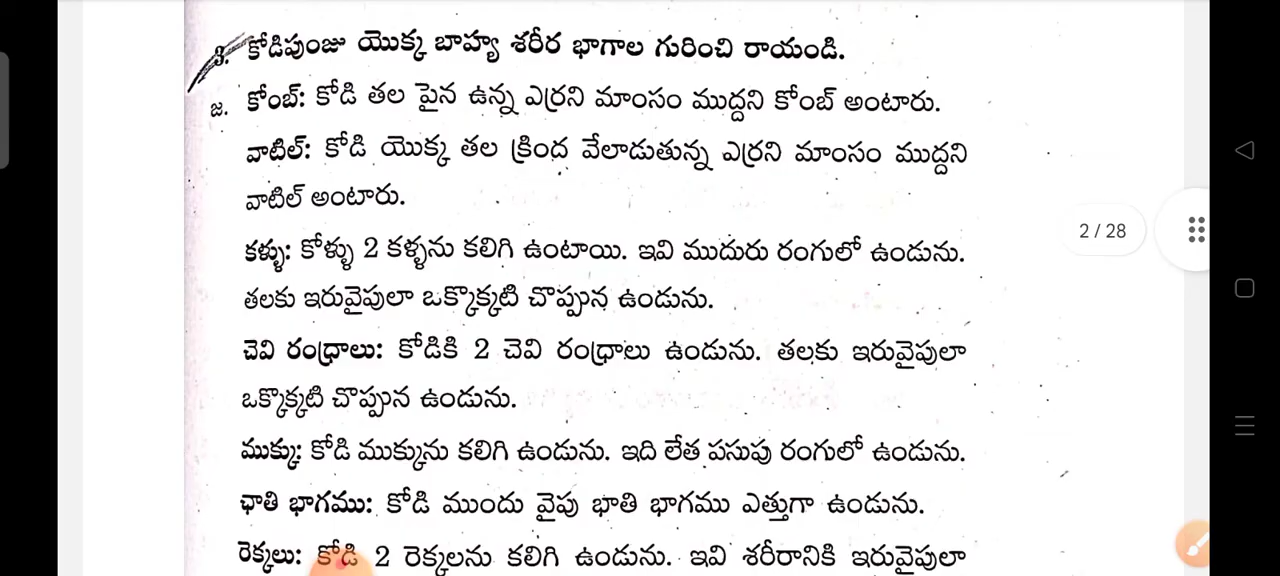 3. కోడిపుంజు యొక్క బాహ్య శరీర భాగాల గురించి రాయండి.
జ. కోంబ్: కోడి తల పైన ఉన్న ఎర్రని మాంసం ముద్దని కోంబ్ అంటారు.
వాటిల్: కోడి యొక్క తల క్రింద వేలాడుతున్న ఎర్రని మాంసం ముద్దని
వాటిల్ అంటారు.
కళ్ళు: కోళ్ళు 2 కళ్ళను కలిగి ఉంటాయి. ఇవి ముదురు రంగులో ఉండును.
2 / 28
తలకు ఇరువైపులా ఒక్కొక్కటి చొప్పున ఉండును.
చెవి రంధ్రాలు: కోడికి 2 చెవి రంధ్రాలు ఉండును. తలకు ఇరువైపులా
ఒక్కొక్కటి చొప్పున ఉండును.
ముక్కు: కోడి ముక్కును కలిగి ఉండును. ఇది లేత పసుపు రంగులో ఉండును.
ఛాతి భాగము: కోడి ముందు వైపు ఛాతి భాగము ఎత్తుగా ఉండును.
రెక్కలు: కోడి 2 రెక్కలను కలిగి ఉండును. ఇవి శరీరానికి ఇరువైపులా